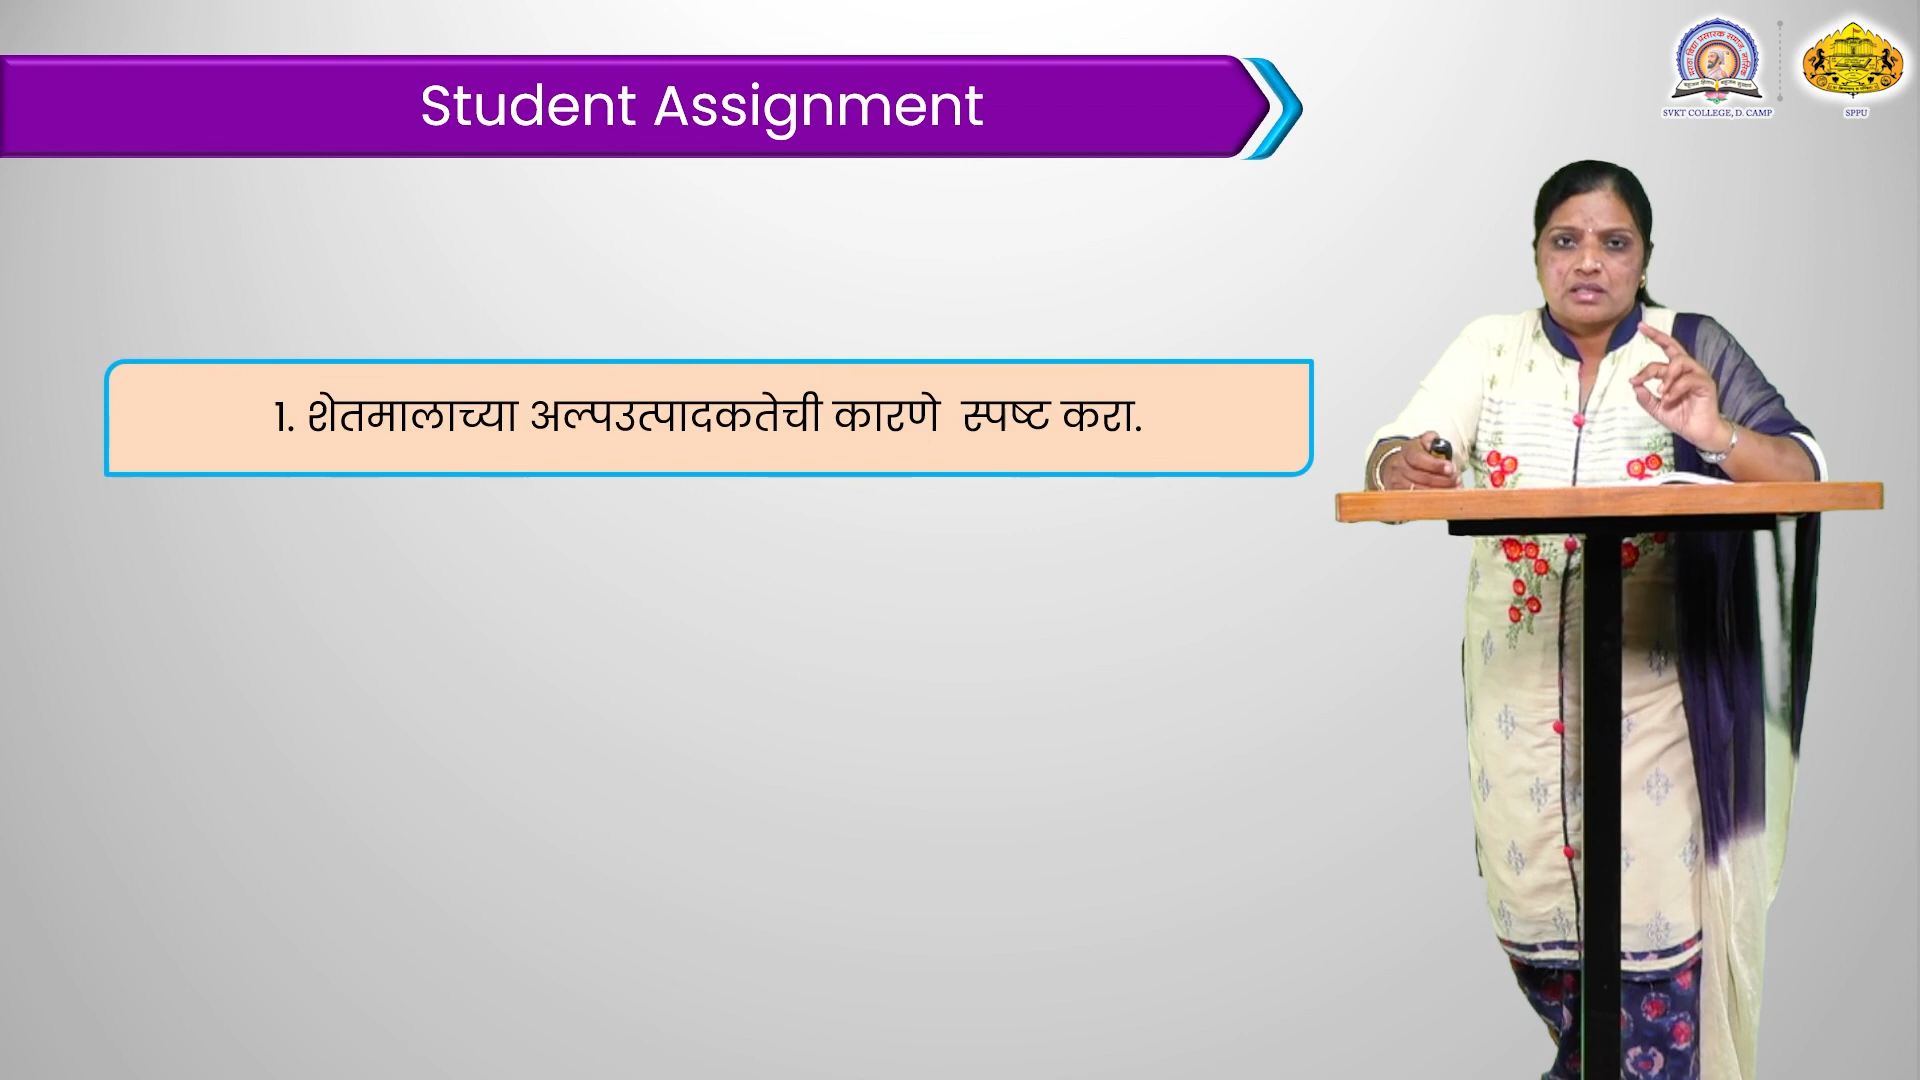 Student Assignment
SVKT COLLEGE, D. CAMP
SPPU
1. शेतमालाच्या अल्पउत्पादकतेची कारणे स्पष्ट करा.